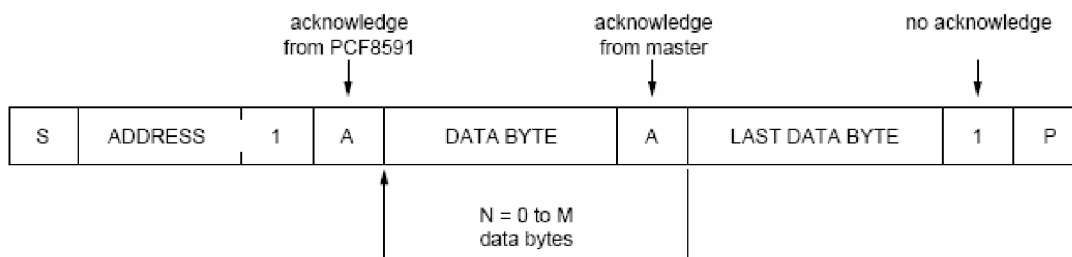 acknowledge
from PCF8591
acknowledge
from master
no acknowledge
S ADDRESS 1 A DATA BYTE A LAST DATA BYTE 1 P
N = 0 to M
data bytes